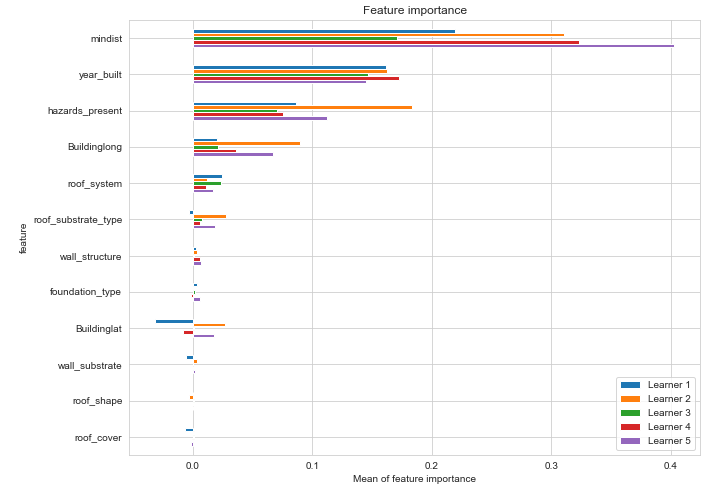 Feature importance
mindist
year_built
hazards_present
Buildinglong
roof_system
roof_substrate_type
wall_structure
foundation_type
Buildinglat
wall_substrate
roof_shape
roof_cover
feature
Learner 1
Learner 2
Learner 3
Learner 4
Learner 5
0.0 0.1 0.2 0.3 0.4
Mean of feature importance